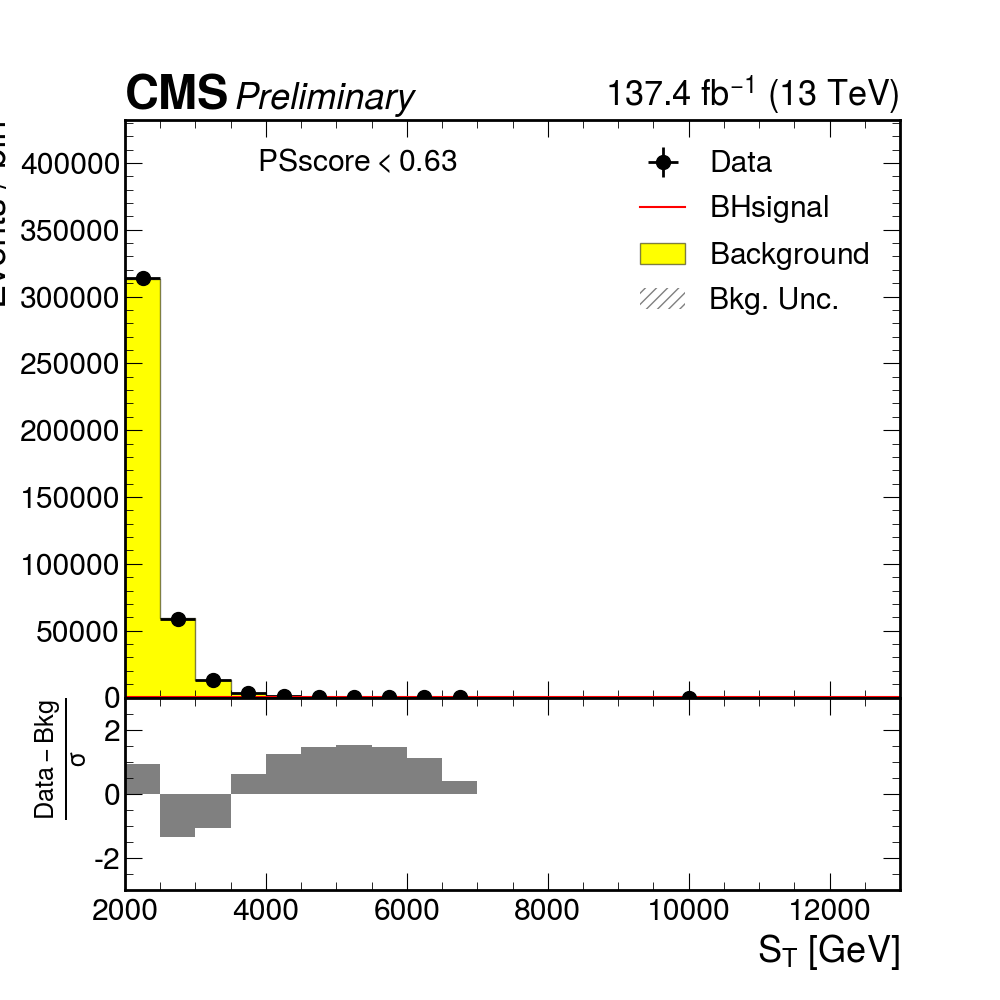 CMS Preliminary 137.4 fb⁻¹ (13 TeV)
PSscore < 0.63
Data
BHsignal
Background
Bkg. Unc.
400000
350000
300000
250000
200000
150000
100000
50000
0
Data – Bkg
σ
2
0
-2
2000 4000 6000 8000 10000 12000
S_T [GeV]